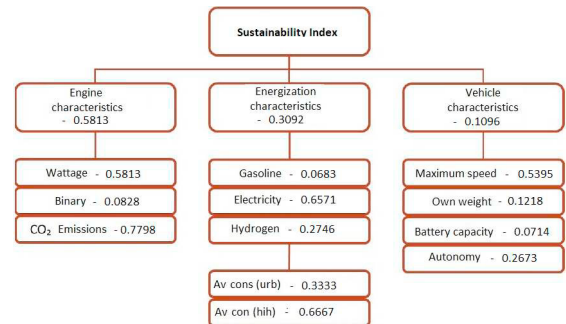 Sustainability Index
Engine
characteristics
- 0.5813
Energization
characteristics
- 0.3092
Vehicle
characteristics
- 0.1096
Wattage - 0.5813
Binary - 0.0828
CO₂ Emissions - 0.7798
Gasoline - 0.0683
Electricity - 0.6571
Hydrogen - 0.2746
Av cons (urb) - 0.3333
Av con (hih) - 0.6667
Maximum speed - 0.5395
Own weight - 0.1218
Battery capacity - 0.0714
Autonomy - 0.2673